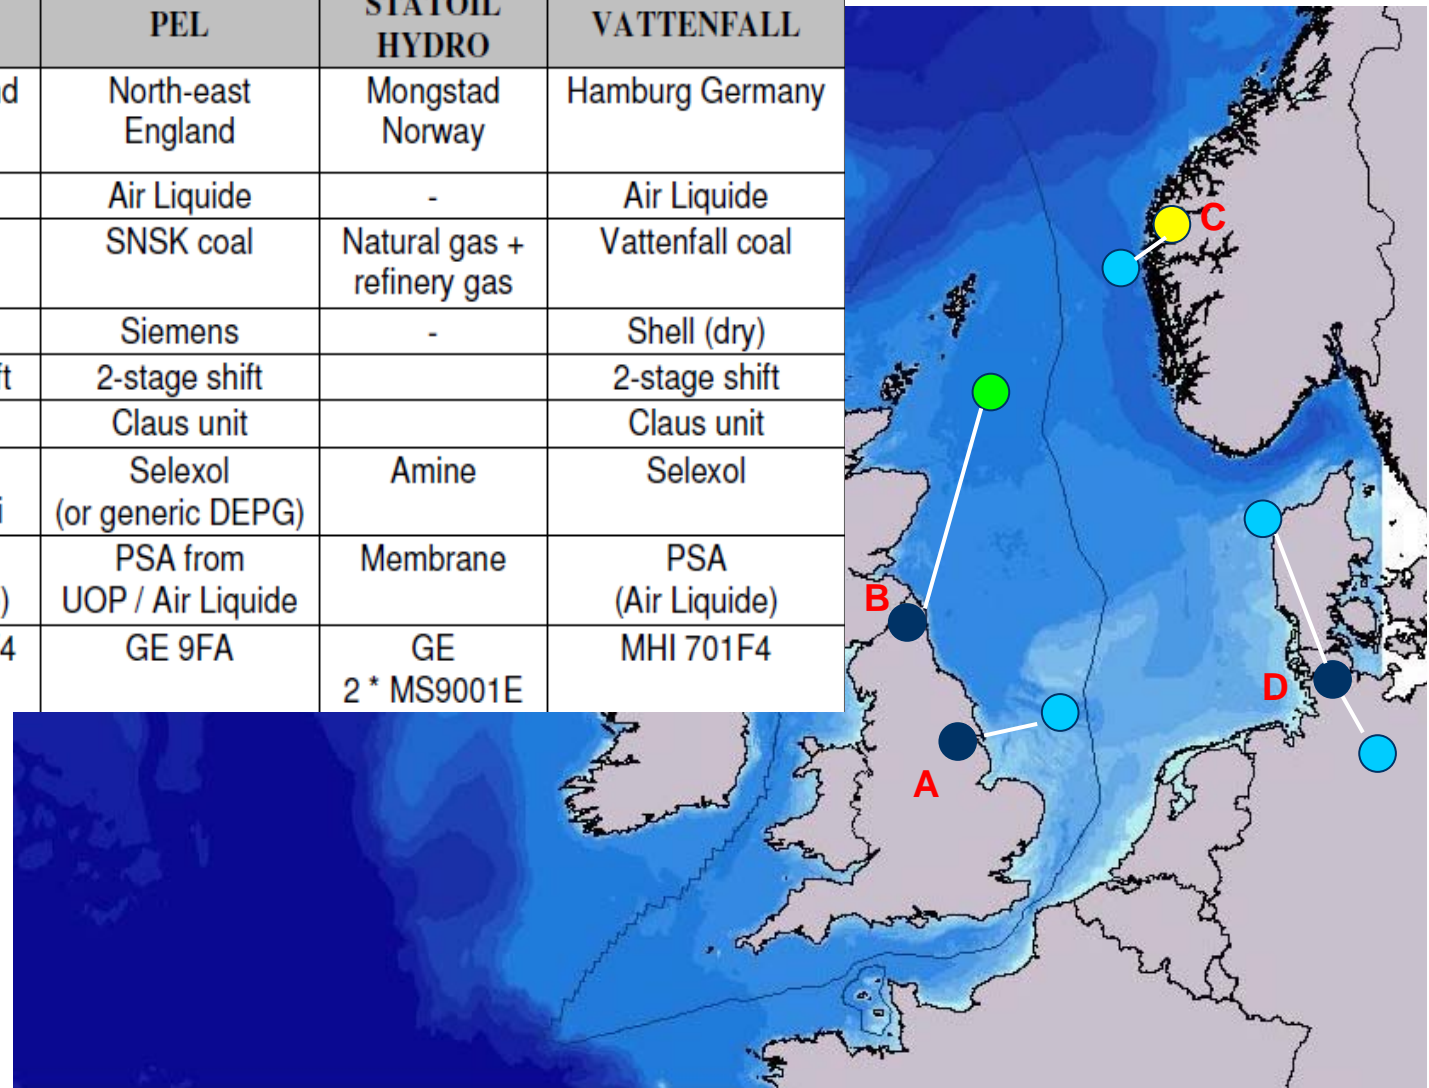 PEL
STATOIL
HYDRO
VATTENFALL
nd
North-east
England
Mongstad
Norway
Hamburg Germany
Air Liquide
-
Air Liquide
SNSK coal
Natural gas +
refinery gas
Vattenfall coal
Siemens
-
Shell (dry)
ft
2-stage shift
2-stage shift
Claus unit
Claus unit
i
Selexol
(or generic DEPG)
Amine
Selexol
)
PSA from
UOP / Air Liquide
Membrane
PSA
(Air Liquide)
4
GE 9FA
GE
2 * MS9001E
MHI 701F4
C
B
D
A